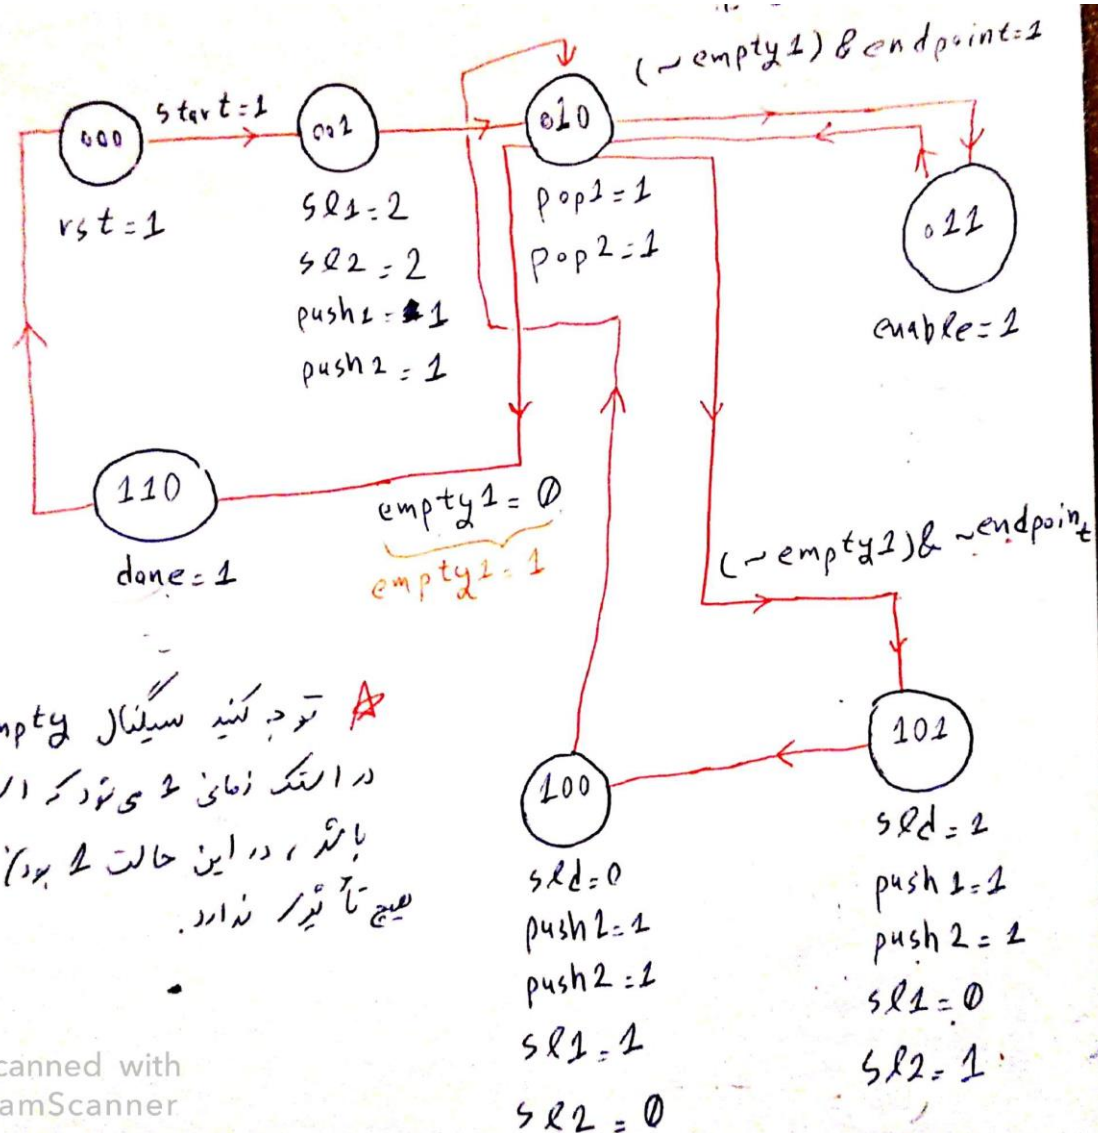 (~empty1) & endpoint=1
start=1
000
001
010
011
rst=1
sl1=2
sl2=2
push1=1
push2=1
pop1=1
pop2=1
enable=1
110
done=1
empty1=0
empty1=1
(~empty1) & ~endpoint
101
sld=1
push1=1
push2=1
sl1=0
sl2=1
100
sld=0
push1=1
push2=1
sl1=1
sl2=0
توجه کنید سیگنال mpty
در استک زمانی 1 می‌شود که
باشد، در این حالت 1 بودن
هیچ تأثیری ندارد.
canned with
amScanner